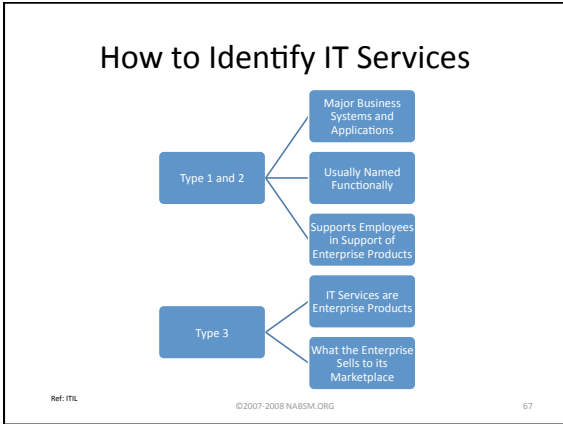 How to Identify IT Services
Major Business
Systems and
Applications
Type 1 and 2
Usually Named
Functionally
Supports Employees
in Support of
Enterprise Products
IT Services are
Enterprise Products
Type 3
What the Enterprise
Sells to its
Marketplace
Ref: ITIL
©2007-2008 NABSM.ORG
67